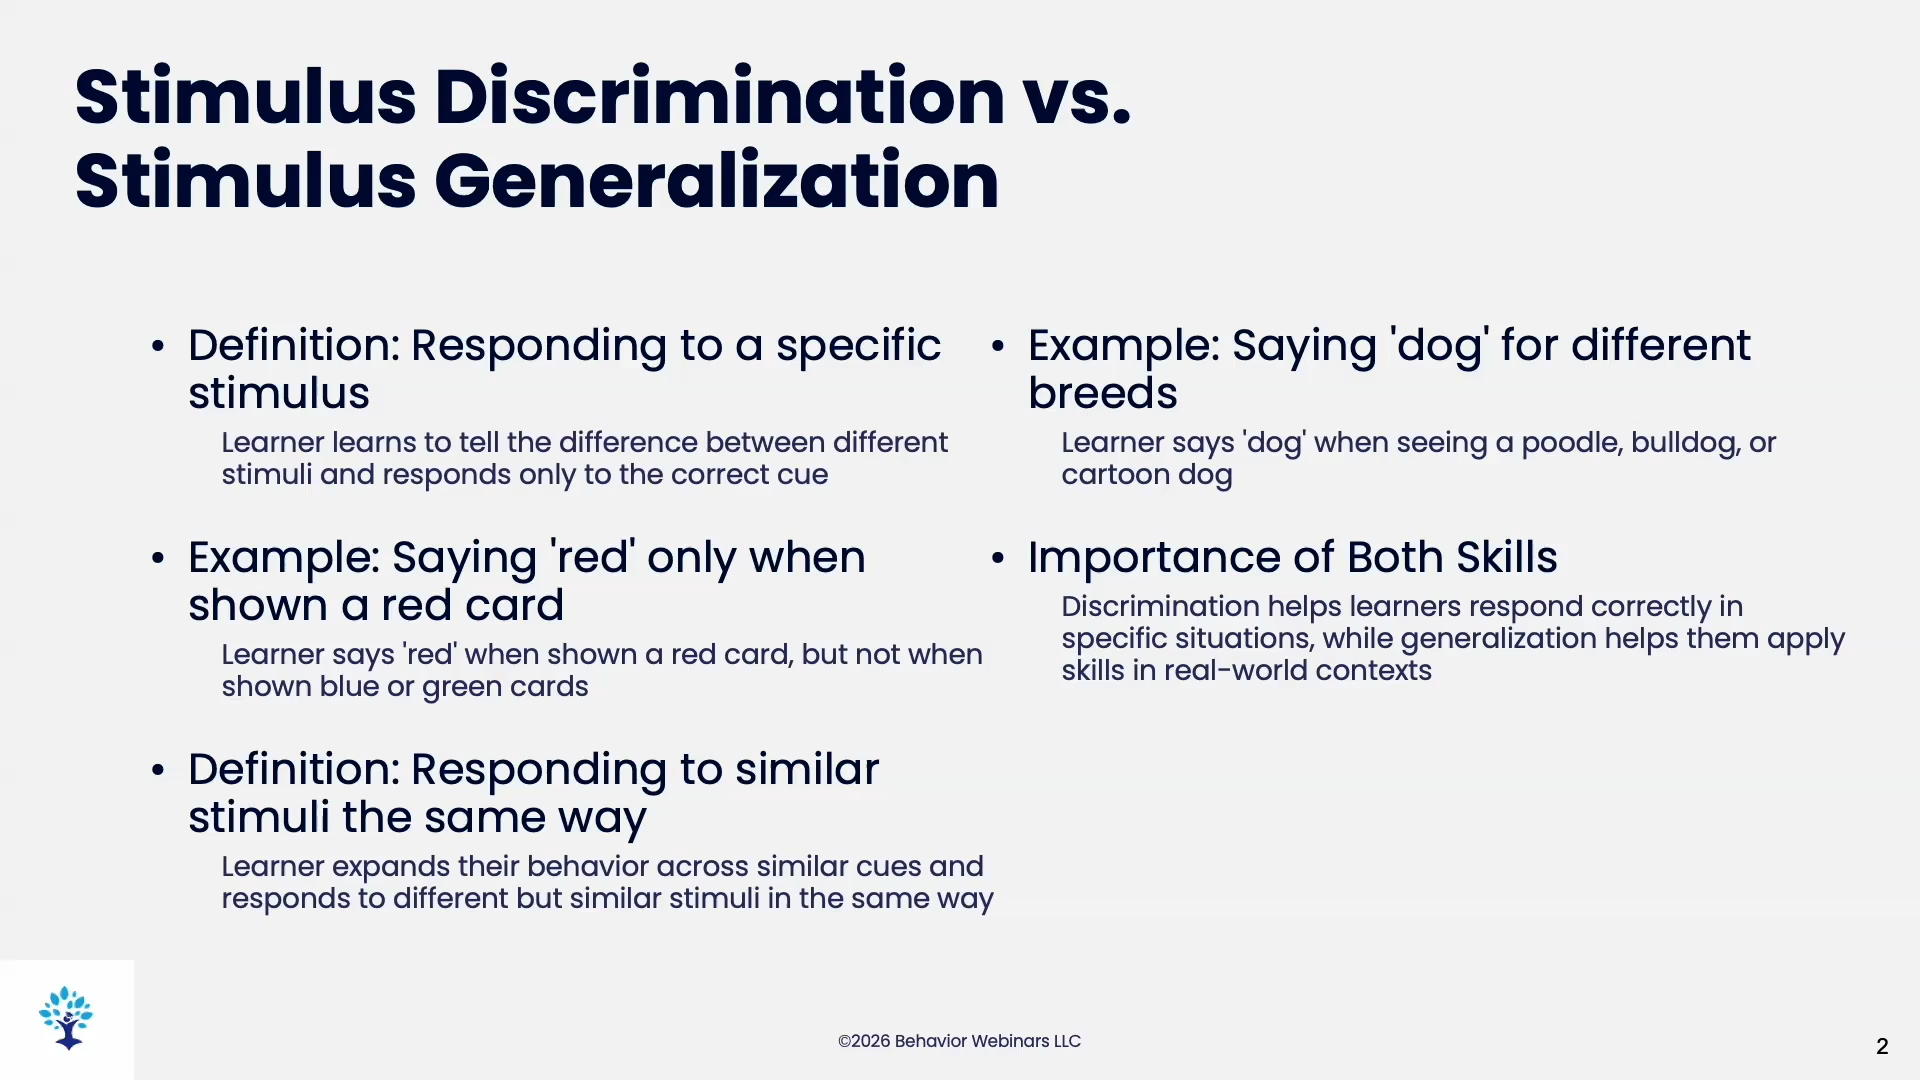 Stimulus Discrimination vs.
Stimulus Generalization
• Definition: Responding to a specific
stimulus
Learner learns to tell the difference between different
stimuli and responds only to the correct cue
• Example: Saying 'red' only when
shown a red card
Learner says 'red' when shown a red card, but not when
shown blue or green cards
• Definition: Responding to similar
stimuli the same way
Learner expands their behavior across similar cues and
responds to different but similar stimuli in the same way
• Example: Saying 'dog' for different
breeds
Learner says 'dog' when seeing a poodle, bulldog, or
cartoon dog
• Importance of Both Skills
Discrimination helps learners respond correctly in
specific situations, while generalization helps them apply
skills in real-world contexts
©2026 Behavior Webinars LLC
2